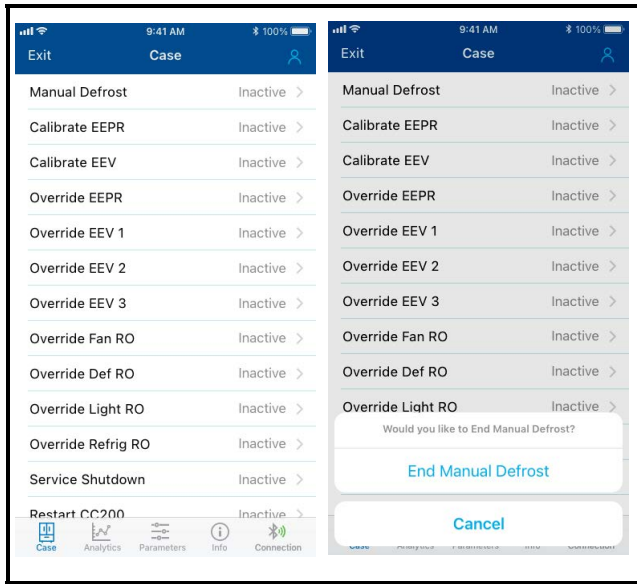 9:41 AM 100%
Exit Case
Manual Defrost Inactive
Calibrate EEPR Inactive
Calibrate EEV Inactive
Override EEPR Inactive
Override EEV 1 Inactive
Override EEV 2 Inactive
Override EEV 3 Inactive
Override Fan RO Inactive
Override Def RO Inactive
Override Light RO Inactive
Override Refrig RO Inactive
Service Shutdown Inactive
Restart CC200 Inactive
Case Analytics Parameters Info Connection
9:41 AM 100%
Exit Case
Manual Defrost Inactive
Calibrate EEPR Inactive
Calibrate EEV Inactive
Override EEPR Inactive
Override EEV 1 Inactive
Override EEV 2 Inactive
Override EEV 3 Inactive
Override Fan RO Inactive
Override Def RO Inactive
Override Light RO Inactive
Would you like to End Manual Defrost?
End Manual Defrost
Cancel
Case Analytics Parameters Info Connection